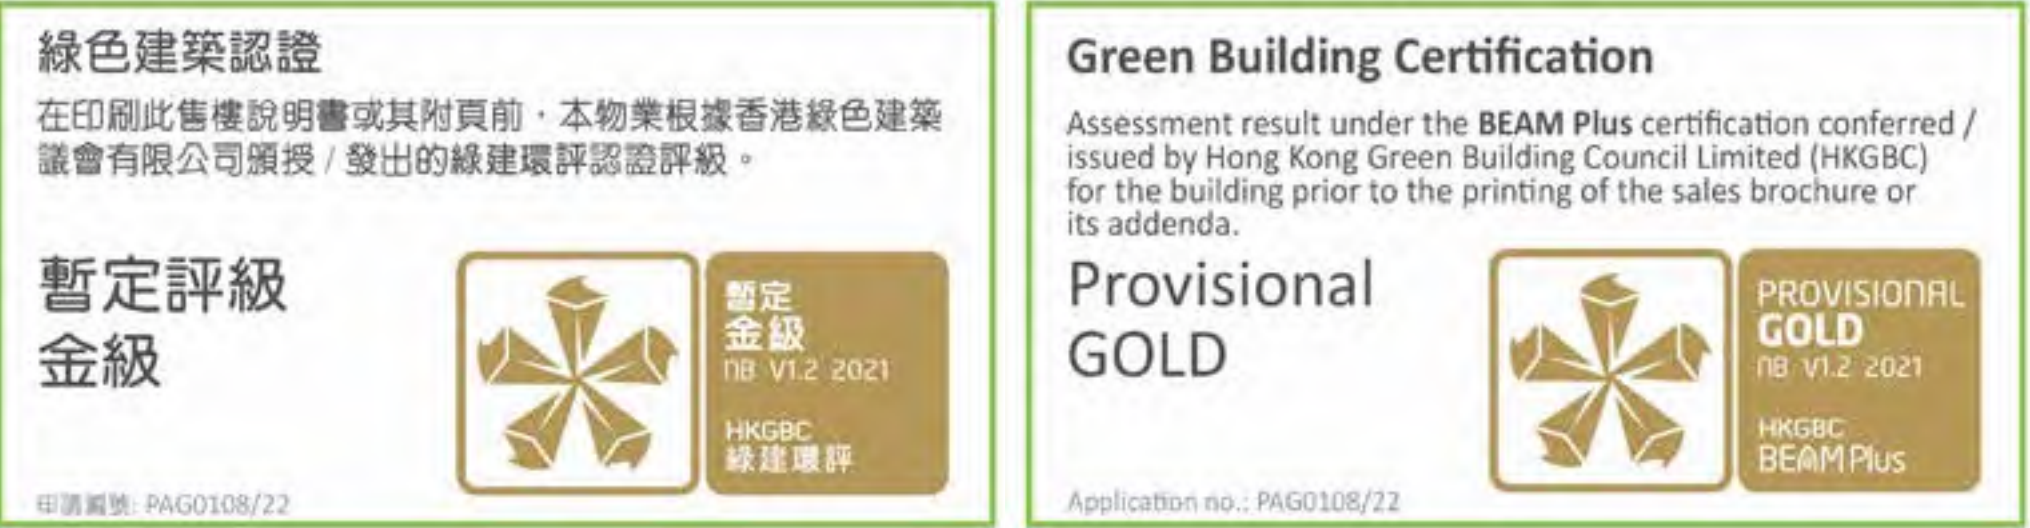 綠色建築認證
在印刷此售樓說明書或其附頁前，本物業根據香港綠色建築
議會有限公司頒授 / 發出的綠建環評認證評級。
暫定評級
金級
暫定
金級
NB V1.2 2021
HKGBC
綠建環評
申請編號: PAG0108/22
Green Building Certification
Assessment result under the BEAM Plus certification conferred /
issued by Hong Kong Green Building Council Limited (HKGBC)
for the building prior to the printing of the sales brochure or
its addenda.
Provisional
GOLD
PROVISIONAL
GOLD
NB V1.2 2021
HKGBC
BEAM Plus
Application no.: PAG0108/22